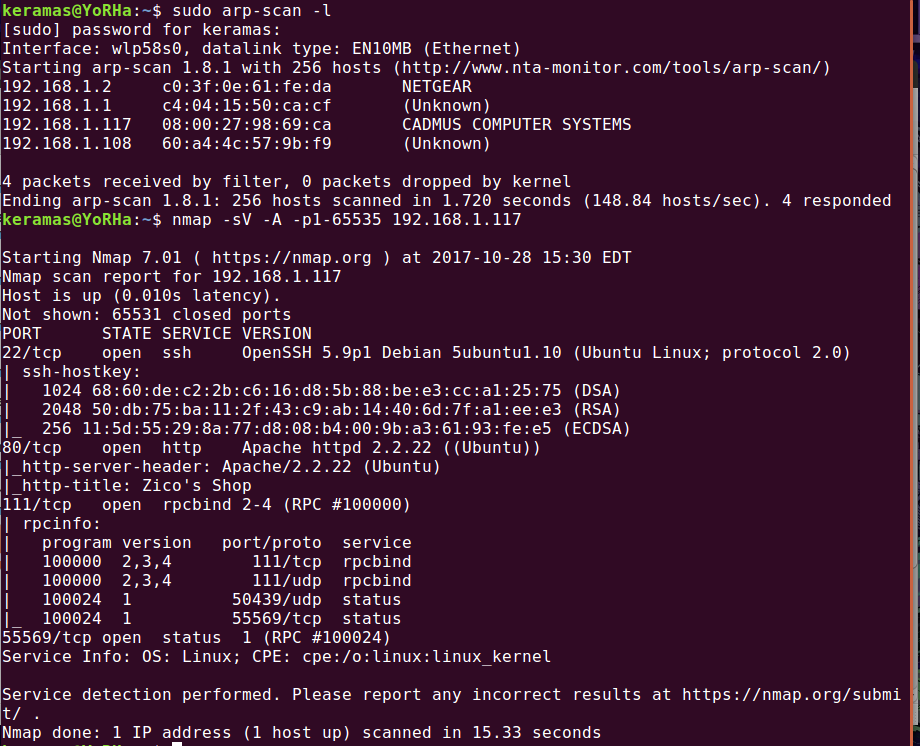 keramas@YoRHa:~$ sudo arp-scan -l
[sudo] password for keramas:
Interface: wlp58s0, datalink type: EN10MB (Ethernet)
Starting arp-scan 1.8.1 with 256 hosts (http://www.nta-monitor.com/tools/arp-scan/)
192.168.1.2     c0:3f:0e:61:fe:da       NETGEAR
192.168.1.1     c4:04:15:50:ca:cf       (Unknown)
192.168.1.117   08:00:27:98:69:ca       CADMUS COMPUTER SYSTEMS
192.168.1.108   60:a4:4c:57:9b:f9       (Unknown)

4 packets received by filter, 0 packets dropped by kernel
Ending arp-scan 1.8.1: 256 hosts scanned in 1.720 seconds (148.84 hosts/sec). 4 responded
keramas@YoRHa:~$ nmap -sV -A -p1-65535 192.168.1.117

Starting Nmap 7.01 ( https://nmap.org ) at 2017-10-28 15:30 EDT
Nmap scan report for 192.168.1.117
Host is up (0.010s latency).
Not shown: 65531 closed ports
PORT      STATE SERVICE VERSION
22/tcp    open  ssh     OpenSSH 5.9p1 Debian 5ubuntu1.10 (Ubuntu Linux; protocol 2.0)
| ssh-hostkey:
|   1024 68:60:de:c2:2b:c6:16:d8:5b:88:be:e3:cc:a1:25:75 (DSA)
|   2048 50:db:75:ba:11:2f:43:c9:ab:14:40:6d:7f:a1:ee:e3 (RSA)
|_  256 11:5d:55:29:8a:77:d8:08:b4:00:9b:a3:61:93:fe:e5 (ECDSA)
80/tcp    open  http    Apache httpd 2.2.22 ((Ubuntu))
|_http-server-header: Apache/2.2.22 (Ubuntu)
|_http-title: Zico's Shop
111/tcp   open  rpcbind 2-4 (RPC #100000)
| rpcinfo:
|   program version   port/proto  service
|   100000  2,3,4        111/tcp  rpcbind
|   100000  2,3,4        111/udp  rpcbind
|   100024  1          50439/udp  status
|_  100024  1          55569/tcp  status
55569/tcp open  status  1 (RPC #100024)
Service Info: OS: Linux; CPE: cpe:/o:linux:linux_kernel

Service detection performed. Please report any incorrect results at https://nmap.org/submi
t/ .
Nmap done: 1 IP address (1 host up) scanned in 15.33 seconds